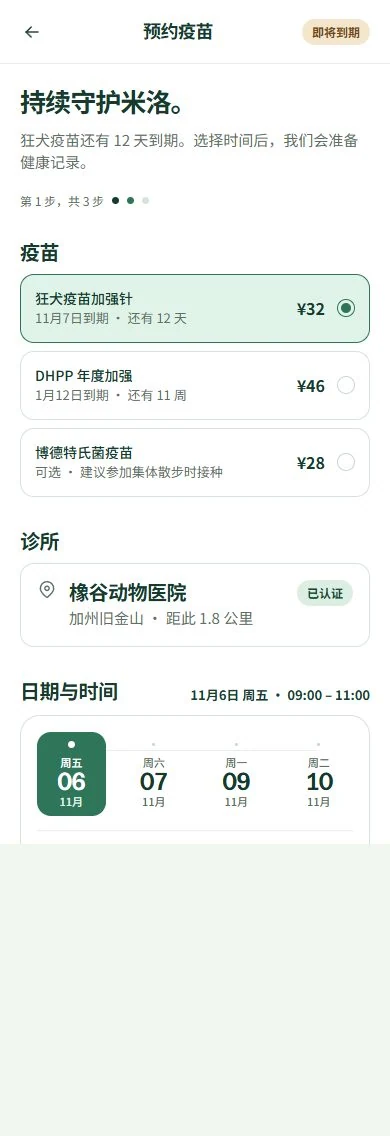 预约疫苗
即将到期
持续守护米洛。
狂犬疫苗还有 12 天到期。选择时间后，我们会准备
健康记录。
第 1 步，共 3 步
疫苗
狂犬疫苗加强针
11月7日到期 • 还有 12 天
¥32
DHPP 年度加强
1月12日到期 • 还有 11 周
¥46
博德特氏菌疫苗
可选 • 建议参加集体散步时接种
¥28
诊所
橡谷动物医院
加州旧金山 • 距此 1.8 公里
已认证
日期与时间
11月6日 周五 • 09:00 – 11:00
周五 周六 周一 周二
06 07 09 10
11月 11月 11月 11月